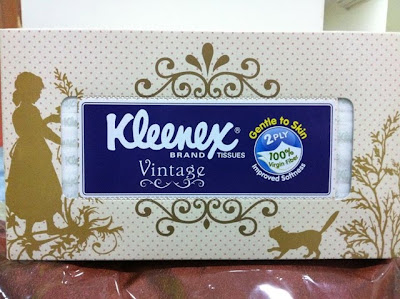 Kleenex®
BRAND TISSUES
Vintage
Gentle to Skin
2 PLY
100%
Virgin Fiber
Improved Softness